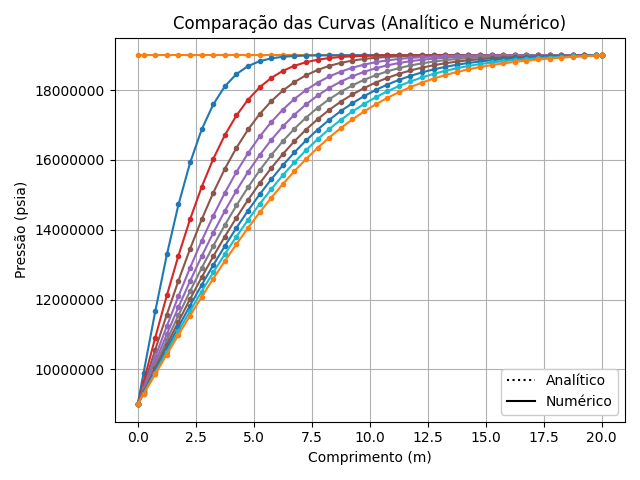 Comparação das Curvas (Analítico e Numérico)
Pressão (psia)
18000000
16000000
14000000
12000000
10000000
Analítico
Numérico
0.0 2.5 5.0 7.5 10.0 12.5 15.0 17.5 20.0
Comprimento (m)